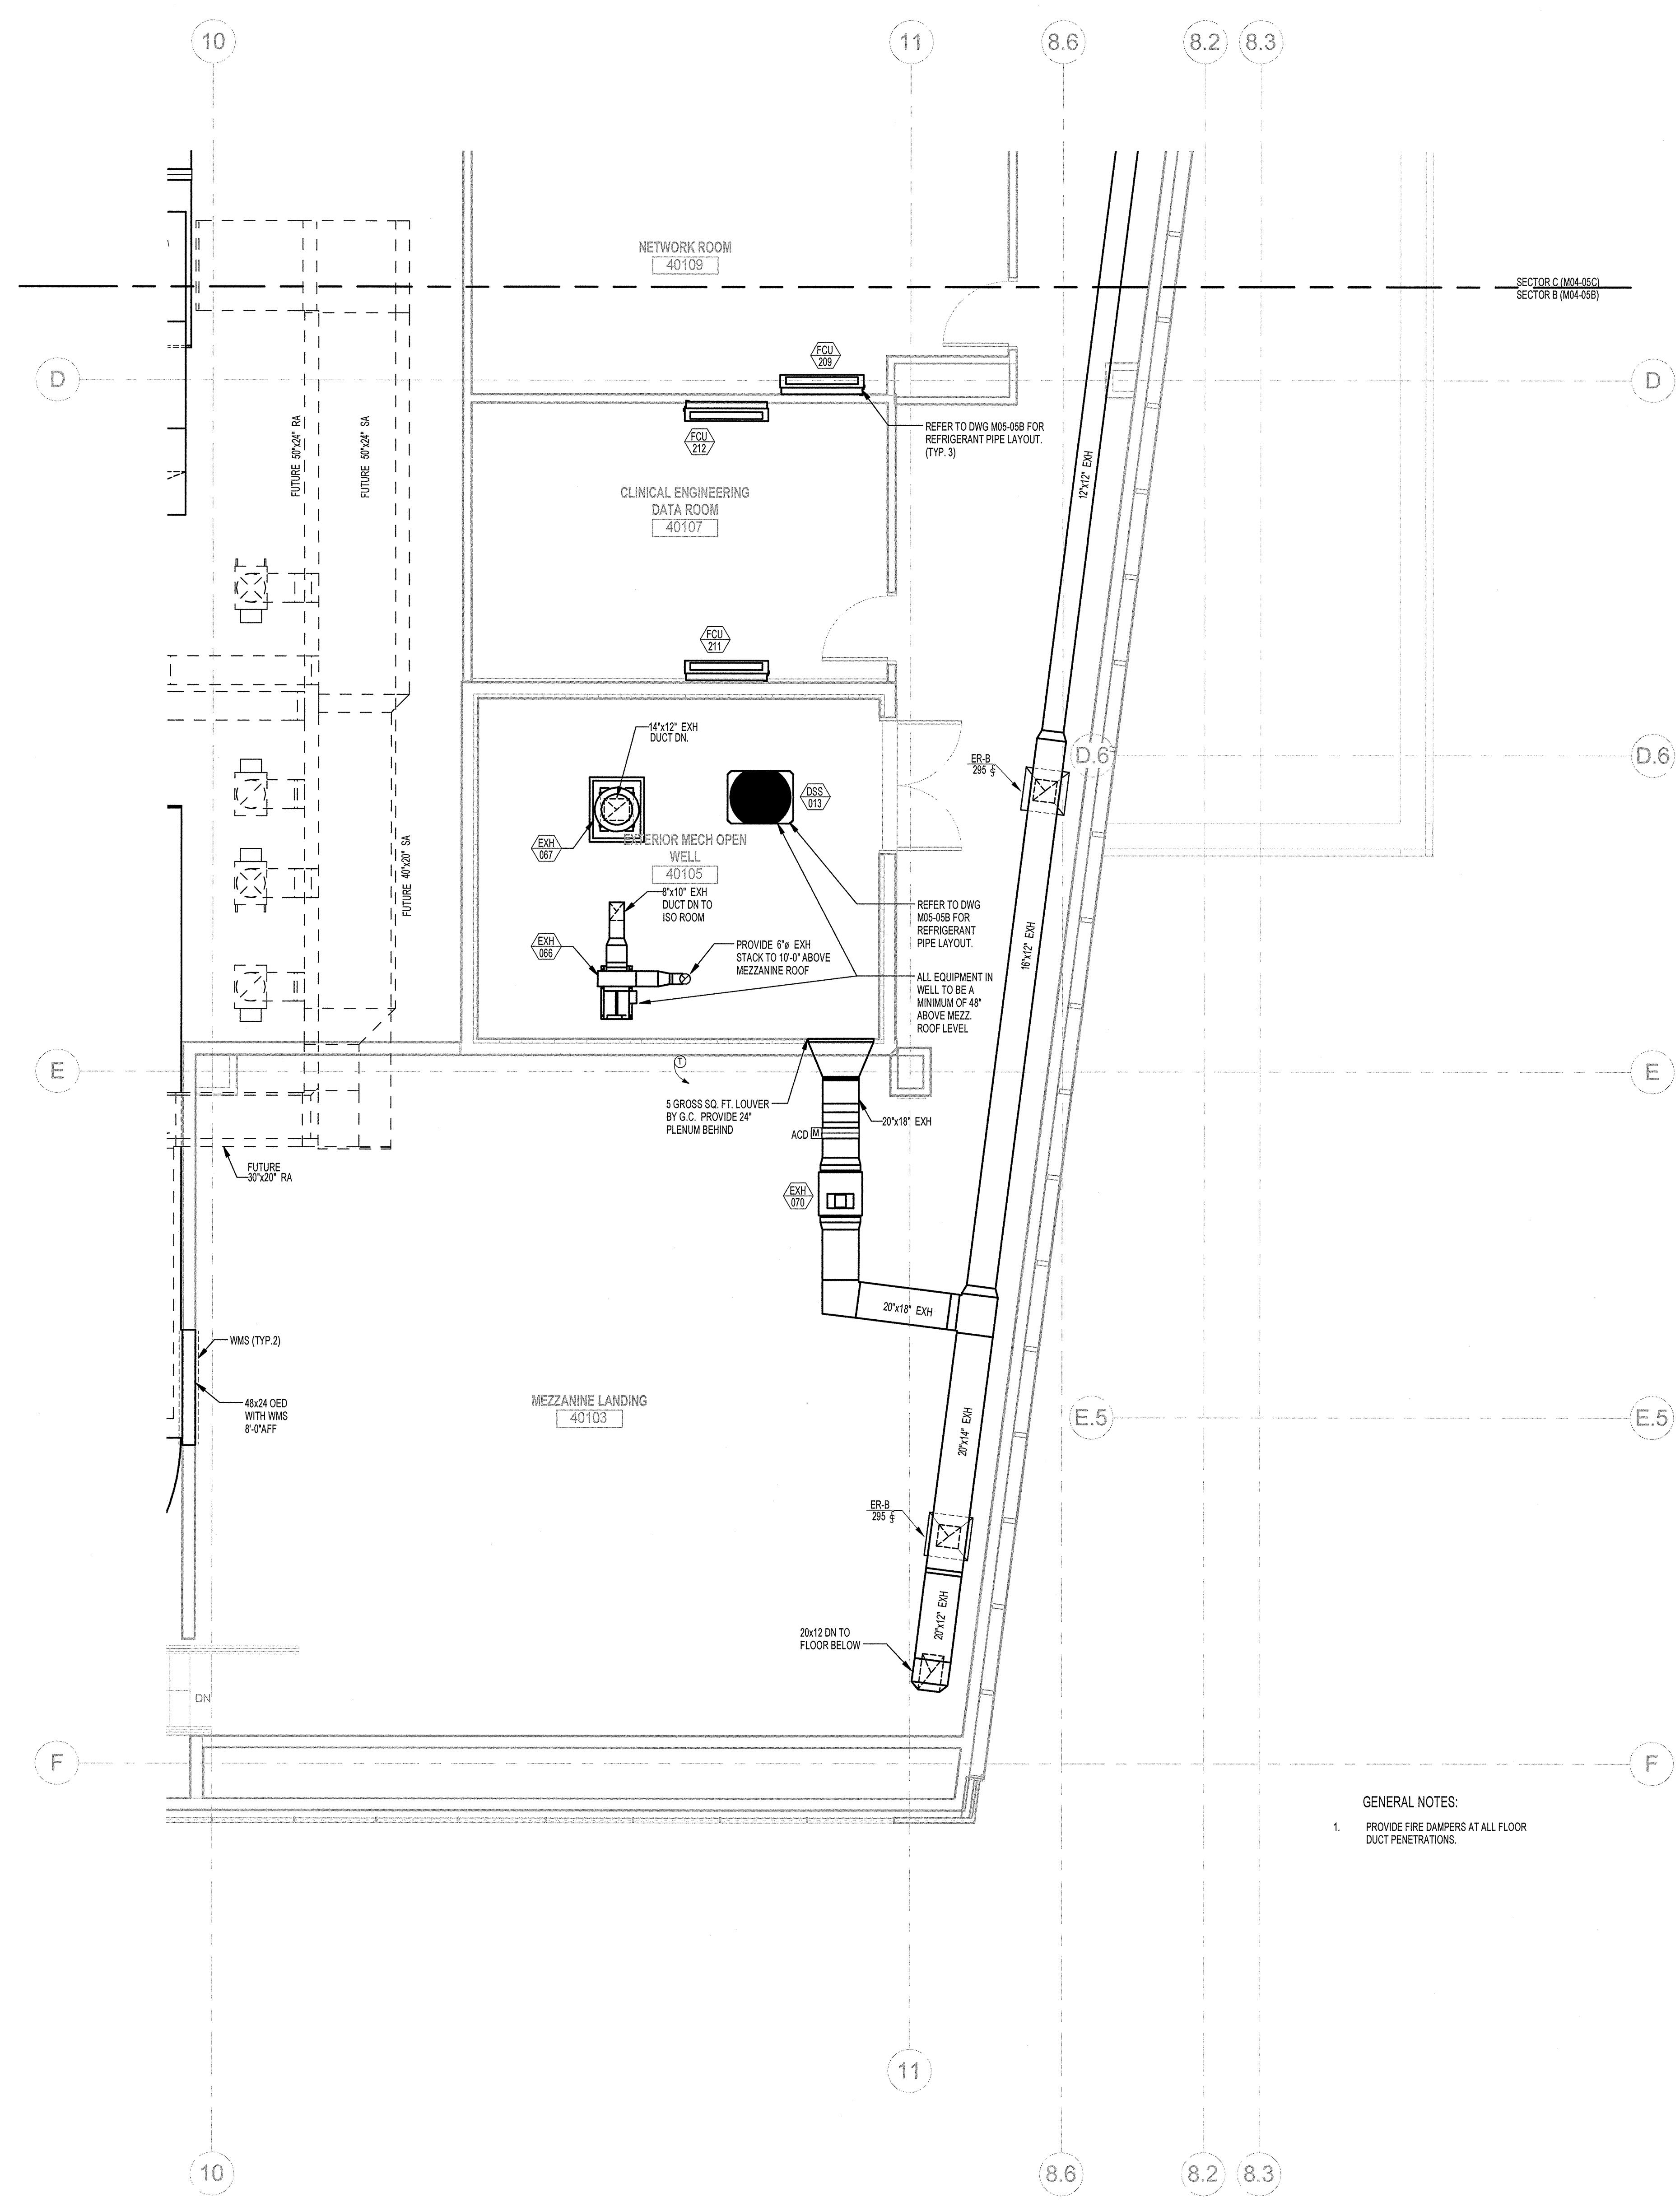 10
11
8.6
8.2
8.3
NETWORK ROOM
40109
SECTOR C (M04-05C)
SECTOR B (M04-05B)
FCU
209
D
D
FUTURE 50"x24" RA
FUTURE 50"x24" SA
FCU
212
REFER TO DWG M05-05B FOR
REFRIGERANT PIPE LAYOUT.
(TYP. 3)
12"x12" EXH
CLINICAL ENGINEERING
DATA ROOM
40107
FCU
211
14"x12" EXH
DUCT DN.
ER-B
295
D.6
D.6
DSS
013
EXH
067
EXTERIOR MECH OPEN
WELL
40105
FUTURE 40"x20" SA
8"x10" EXH
DUCT DN TO
ISO ROOM
REFER TO DWG
M05-05B FOR
REFRIGERANT
PIPE LAYOUT.
16"x12" EXH
EXH
066
PROVIDE 6"ø EXH
STACK TO 10'-0" ABOVE
MEZZANINE ROOF
ALL EQUIPMENT IN
WELL TO BE A
MINIMUM OF 48"
ABOVE MEZZ.
ROOF LEVEL
E
T
E
5 GROSS SQ. FT. LOUVER
BY G.C. PROVIDE 24"
PLENUM BEHIND
20"x18" EXH
ACD M
FUTURE
30"x20" RA
EXH
070
20"x18" EXH
WMS (TYP.2)
48x24 OED
WITH WMS
8'-0"AFF
MEZZANINE LANDING
40103
20"x14" EXH
E.5
E.5
ER-B
295
20"x12" EXH
20x12 DN TO
FLOOR BELOW
DN
F
F
GENERAL NOTES:
1. PROVIDE FIRE DAMPERS AT ALL FLOOR
DUCT PENETRATIONS.
11
10
8.6
8.2
8.3